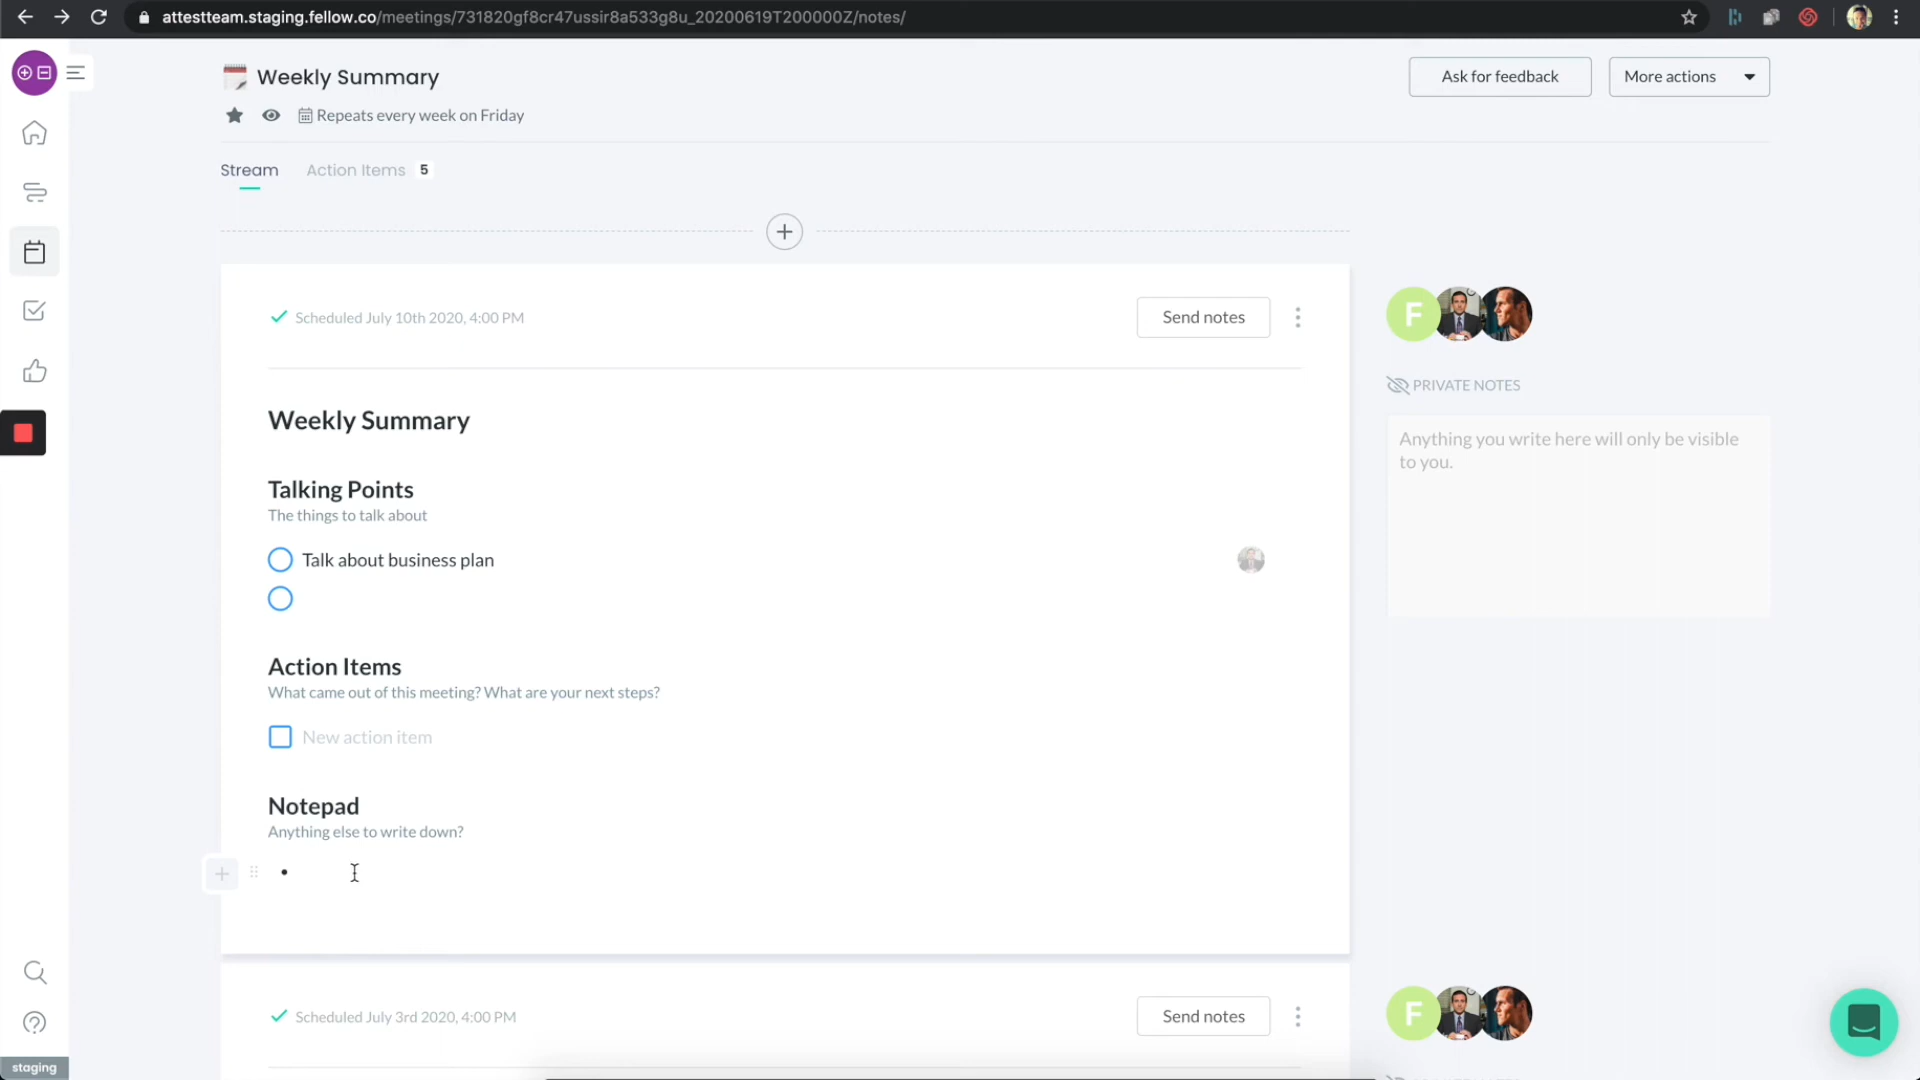 attestteam.staging.fellow.co/meetings/731820gf8cr47ussir8a533g8u_20200619T200000Z/notes/
Weekly Summary
Ask for feedback
More actions
Repeats every week on Friday
Stream
Action Items 5
Scheduled July 10th 2020, 4:00 PM
Send notes
F
PRIVATE NOTES
Anything you write here will only be visible
to you.
Weekly Summary
Talking Points
The things to talk about
Talk about business plan
Action Items
What came out of this meeting? What are your next steps?
New action item
Notepad
Anything else to write down?
Scheduled July 3rd 2020, 4:00 PM
Send notes
F
staging